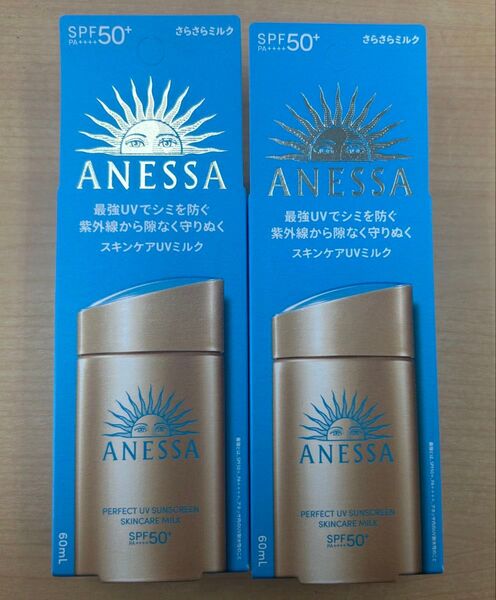 SPF50+
PA++++
さらさらミルク
ANESSA
最強UVでシミを防ぐ
紫外線から隙なく守りぬく
スキンケアUVミルク
ANESSA
PERFECT UV SUNSCREEN
SKINCARE MILK
SPF50+
PA++++
60mL
SPF50+
PA++++
さらさらミルク
ANESSA
最強UVでシミを防ぐ
紫外線から隙なく守りぬく
スキンケアUVミルク
ANESSA
PERFECT UV SUNSCREEN
SKINCARE MILK
SPF50+
PA++++
60mL